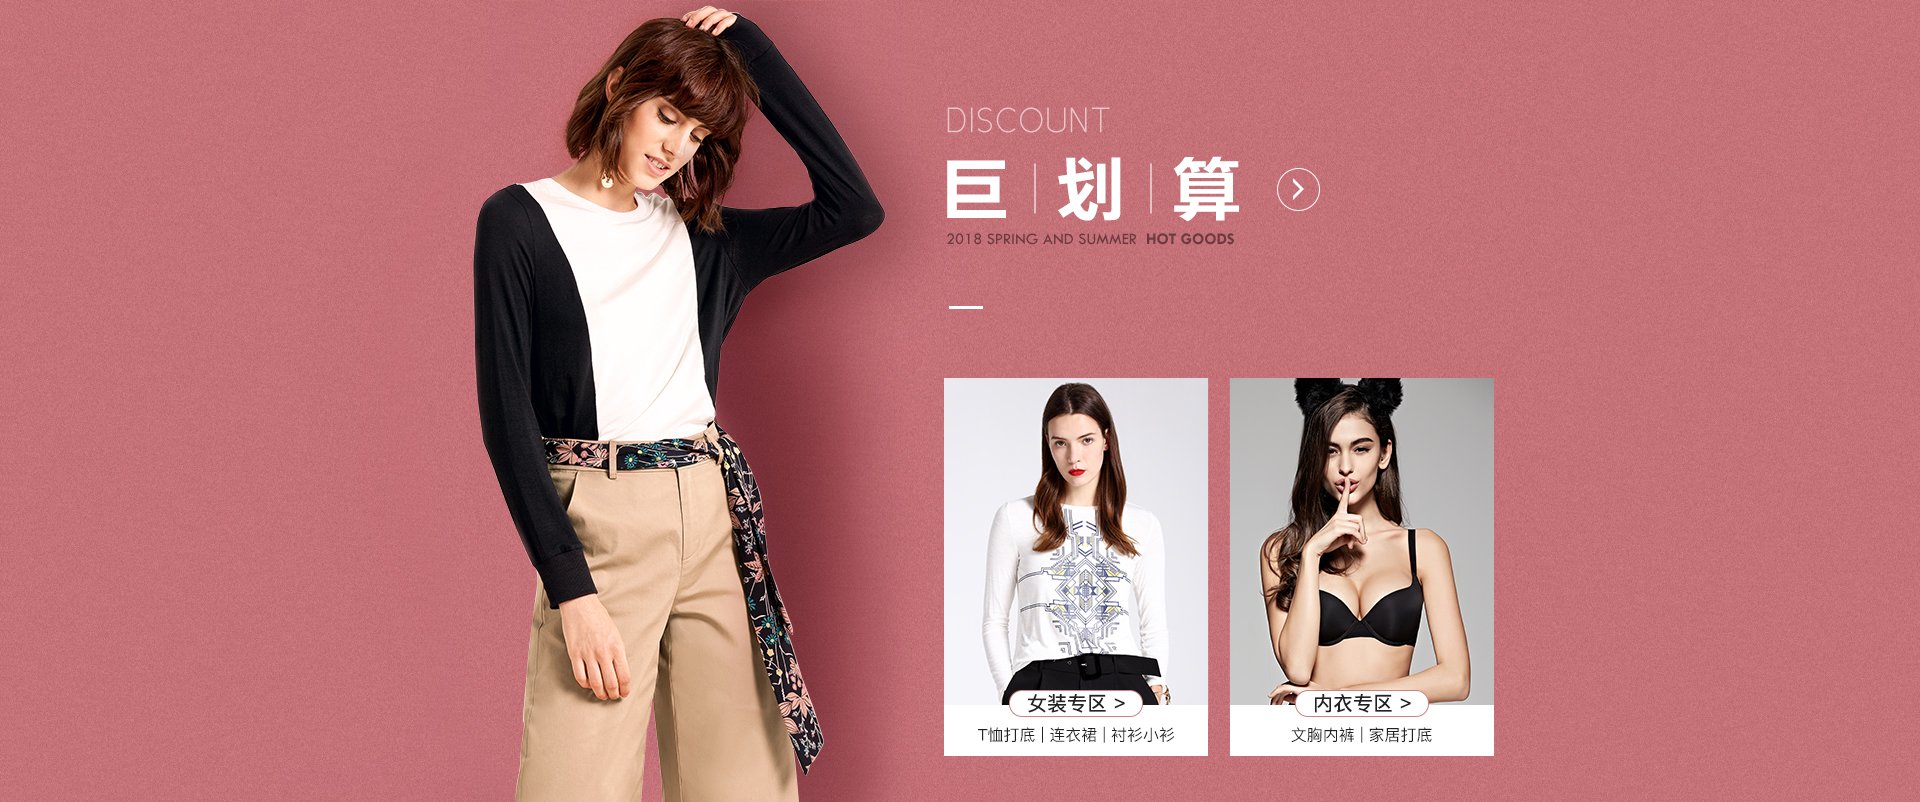 DISCOUNT
巨|划|算
2018 SPRING AND SUMMER HOT GOODS
女装专区 >
T恤打底 | 连衣裙 | 衬衫小衫
内衣专区 >
文胸内裤 | 家居打底